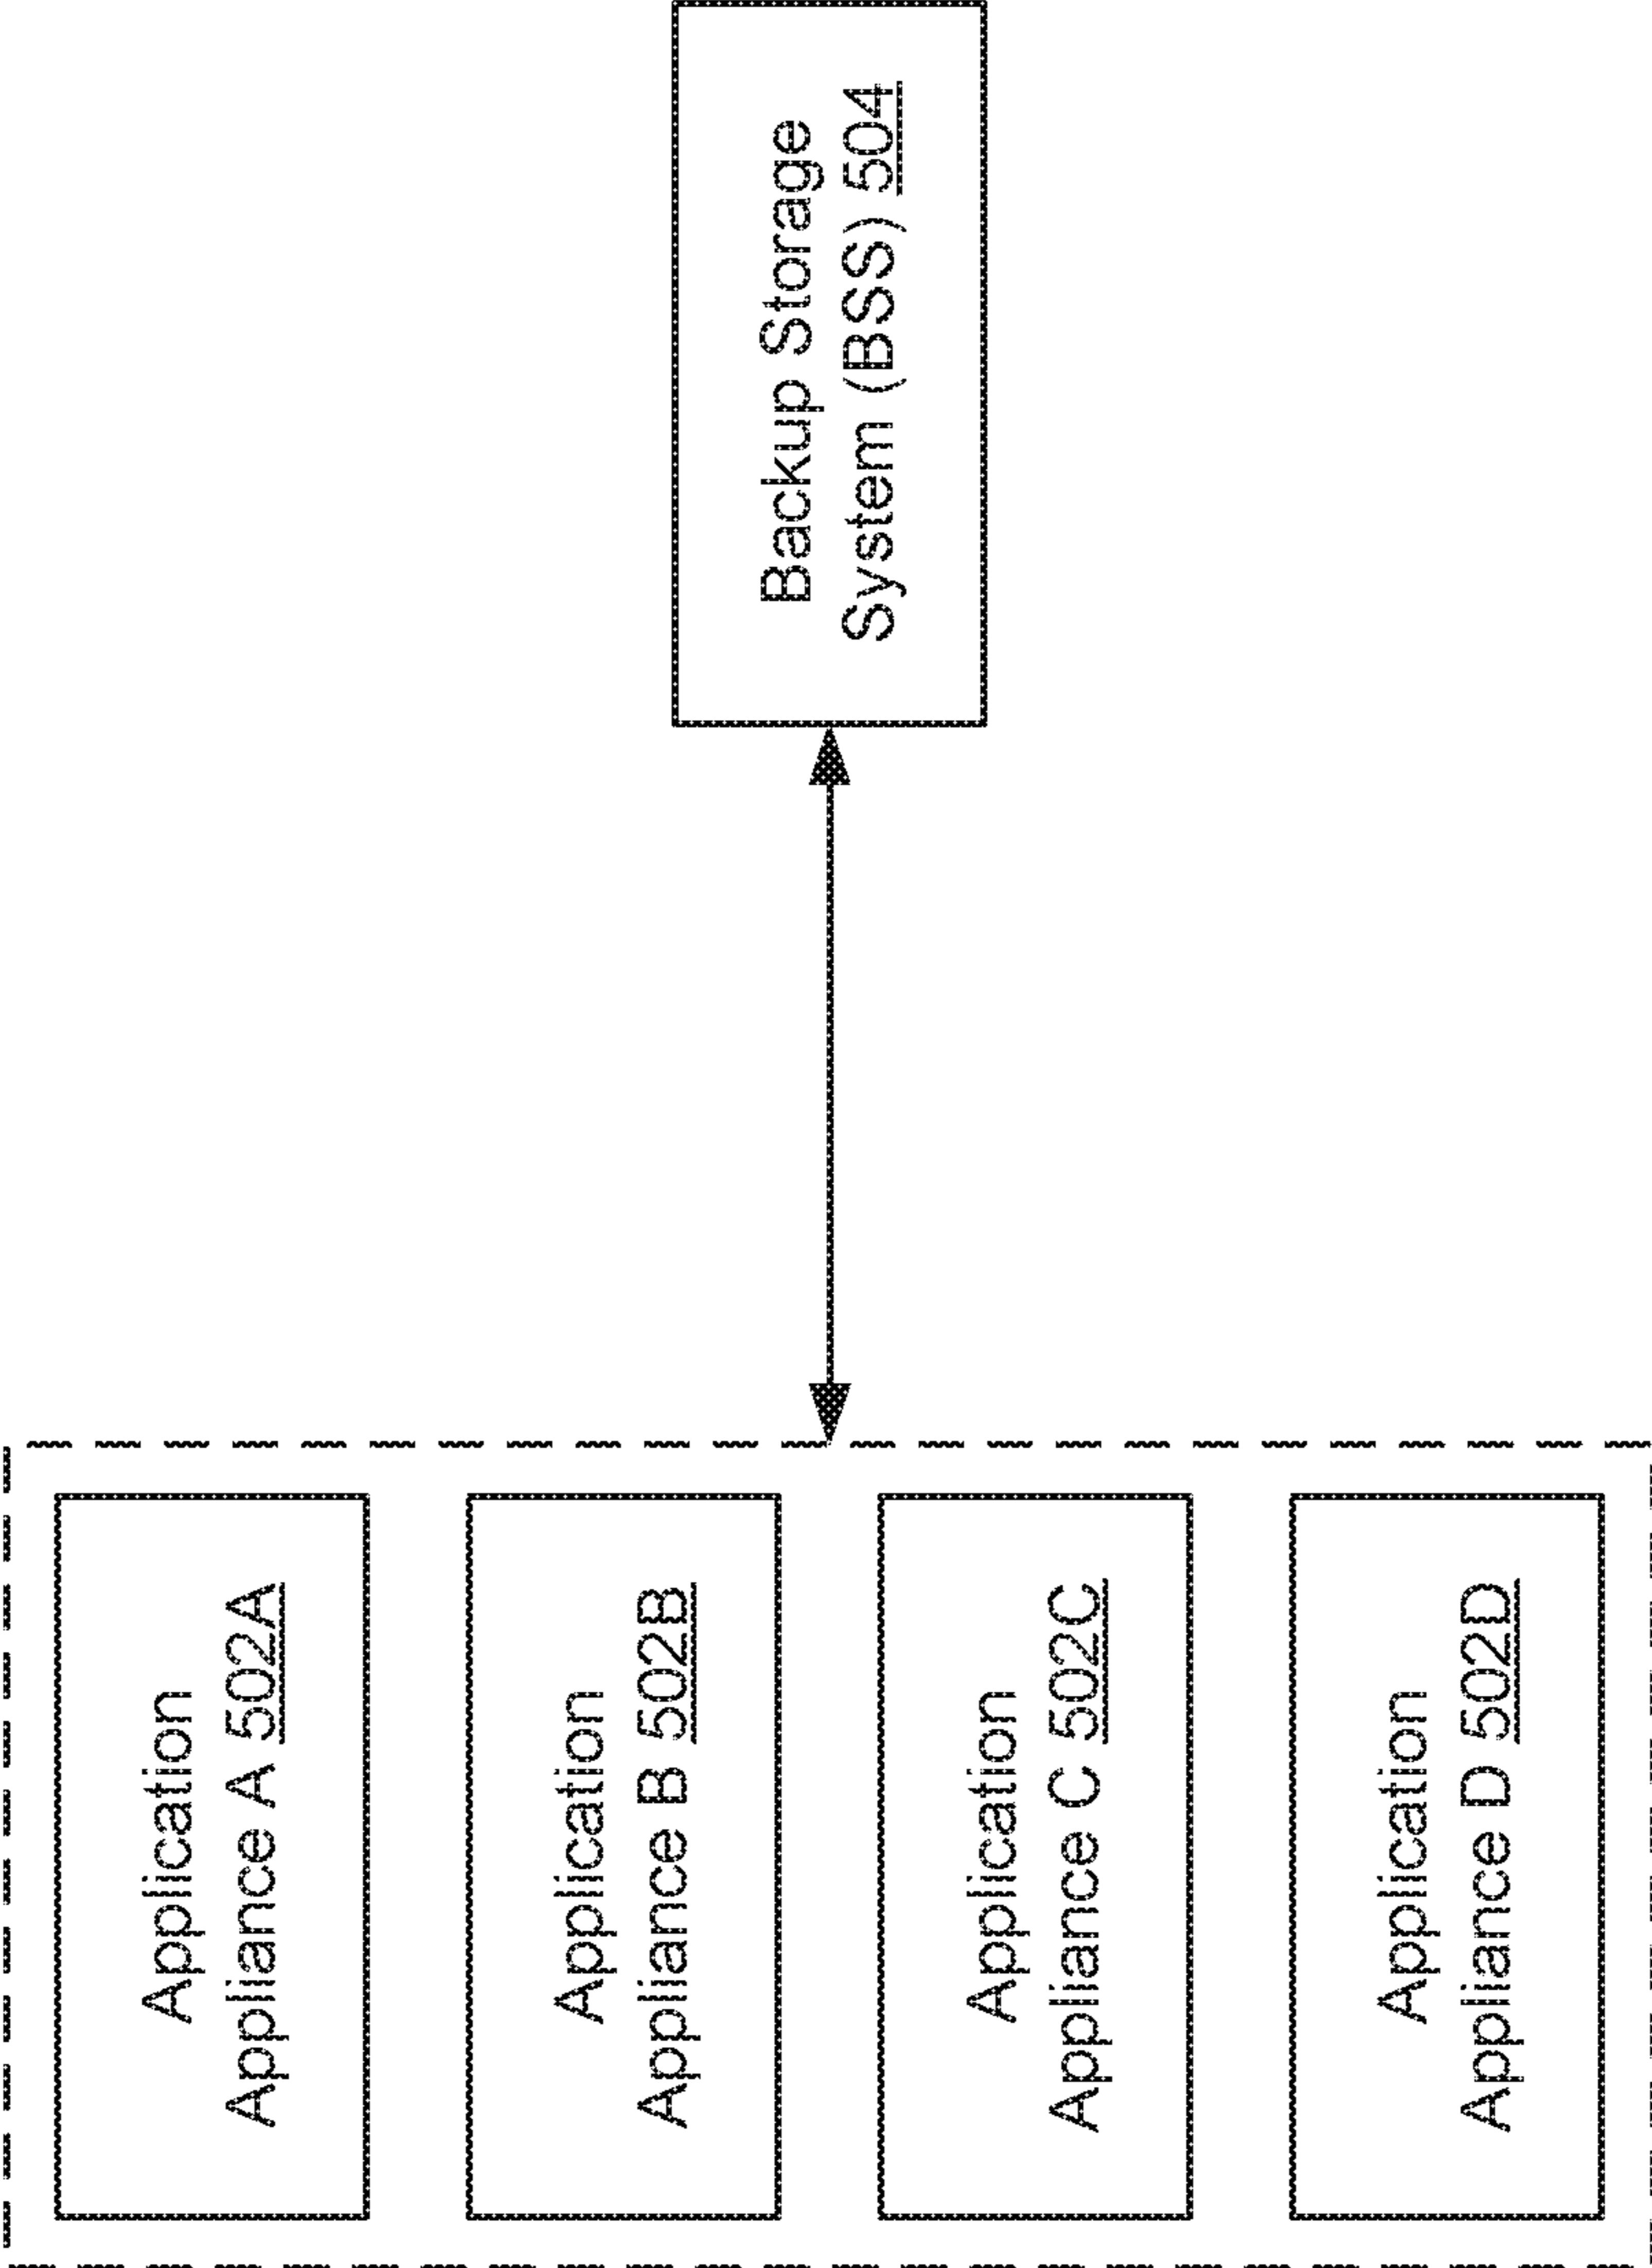 Application
Appliance A 502A
Application
Appliance B 502B
Application
Appliance C 502C
Application
Appliance D 502D
Backup Storage
System (BSS) 504